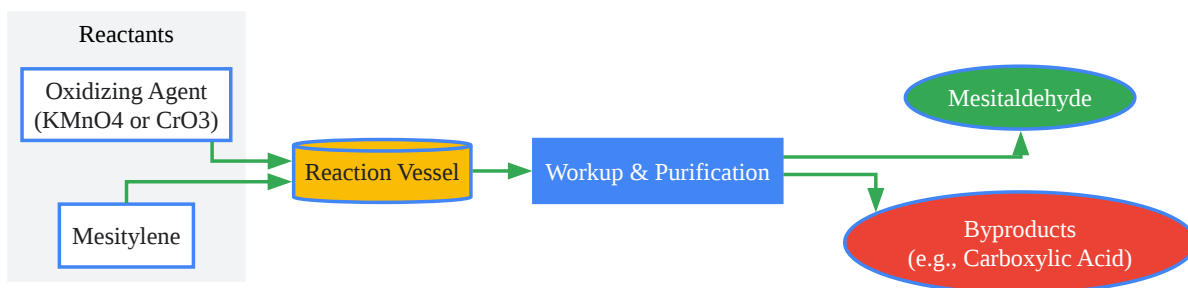 Reactants
Oxidizing Agent
(KMnO4 or CrO3)
Mesitylene
Reaction Vessel
Workup & Purification
Mesitaldehyde
Byproducts
(e.g., Carboxylic Acid)